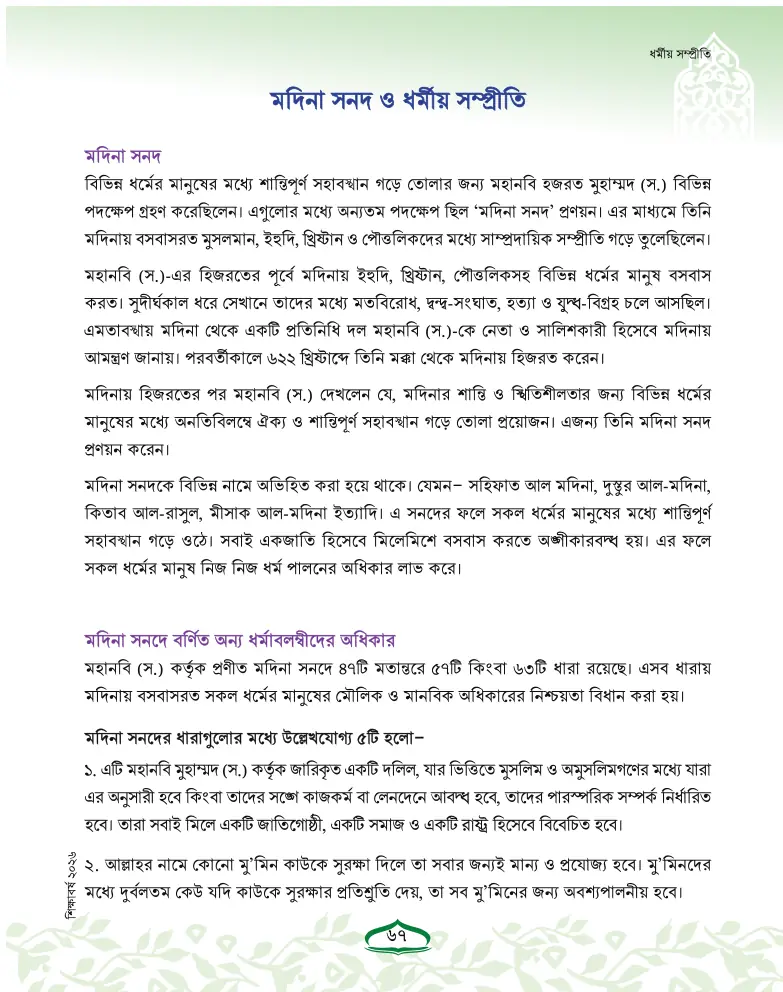 ধর্মীয় সম্প্রীতি
মদিনা সনদ ও ধর্মীয় সম্প্রীতি
মদিনা সনদ
বিভিন্ন ধর্মের মানুষের মধ্যে শান্তিপূর্ণ সহাবস্থান গড়ে তোলার জন্য মহানবি হজরত মুহাম্মদ (স.) বিভিন্ন
পদক্ষেপ গ্রহণ করেছিলেন। এগুলোর মধ্যে অন্যতম পদক্ষেপ ছিল ‘মদিনা সনদ’ প্রণয়ন। এর মাধ্যমে তিনি
মদিনায় বসবাসরত মুসলমান, ইহুদি, খ্রিষ্টান ও পৌত্তলিকদের মধ্যে সাম্প্রদায়িক সম্প্রীতি গড়ে তুলেছিলেন।
মহানবি (স.)-এর হিজরতের পূর্বে মদিনায় ইহুদি, খ্রিষ্টান, পৌত্তলিকসহ বিভিন্ন ধর্মের মানুষ বসবাস
করত। সুদীর্ঘকাল ধরে সেখানে তাদের মধ্যে মতবিরোধ, দ্বন্দ্ব-সংঘাত, হত্যা ও যুদ্ধ-বিগ্রহ চলে আসছিল।
এমতাবস্থায় মদিনা থেকে একটি প্রতিনিধি দল মহানবি (স.)-কে নেতা ও সালিশকারী হিসেবে মদিনায়
আমন্ত্রণ জানায়। পরবর্তীকালে ৬২২ খ্রিষ্টাব্দে তিনি মক্কা থেকে মদিনায় হিজরত করেন।
মদিনায় হিজরতের পর মহানবি (স.) দেখলেন যে, মদিনার শান্তি ও স্থিতিশীলতার জন্য বিভিন্ন ধর্মের
মানুষের মধ্যে অনতিবিলম্বে ঐক্য ও শান্তিপূর্ণ সহাবস্থান গড়ে তোলা প্রয়োজন। এজন্য তিনি মদিনা সনদ
প্রণয়ন করেন।
মদিনা সনদকে বিভিন্ন নামে অভিহিত করা হয়ে থাকে। যেমন– সহিফাত আল মদিনা, দুস্তুর আল-মদিনা,
কিতাব আল-রাসুল, মীসাক আল-মদিনা ইত্যাদি। এ সনদের ফলে সকল ধর্মের মানুষের মধ্যে শান্তিপূর্ণ
সহাবস্থান গড়ে ওঠে। সবাই একজাতি হিসেবে মিলেমিশে বসবাস করতে অঙ্গীকারবদ্ধ হয়। এর ফলে
সকল ধর্মের মানুষ নিজ নিজ ধর্ম পালনের অধিকার লাভ করে।
মদিনা সনদে বর্ণিত অন্য ধর্মাবলম্বীদের অধিকার
মহানবি (স.) কর্তৃক প্রণীত মদিনা সনদে ৪৭টি মতান্তরে ৫৭টি কিংবা ৬৩টি ধারা রয়েছে। এসব ধারায়
মদিনায় বসবাসরত সকল ধর্মের মানুষের মৌলিক ও মানবিক অধিকারের নিশ্চয়তা বিধান করা হয়।
মদিনা সনদের ধারাগুলোর মধ্যে উল্লেখযোগ্য ৫টি হলো–
১. এটি মহানবি মুহাম্মদ (স.) কর্তৃক জারিকৃত একটি দলিল, যার ভিত্তিতে মুসলিম ও অমুসলিমগণের মধ্যে যারা
এর অনুসারী হবে কিংবা তাদের সঙ্গে কাজকর্ম বা লেনদেনে আবদ্ধ হবে, তাদের পারস্পরিক সম্পর্ক নির্ধারিত
হবে। তারা সবাই মিলে একটি জাতিগোষ্ঠী, একটি সমাজ ও একটি রাষ্ট্র হিসেবে বিবেচিত হবে।
২. আল্লাহর নামে কোনো মু’মিন কাউকে সুরক্ষা দিলে তা সবার জন্যই মান্য ও প্রযোজ্য হবে। মু’মিনদের
মধ্যে দুর্বলতম কেউ যদি কাউকে সুরক্ষার প্রতিশ্রুতি দেয়, তা সব মু’মিনের জন্য অবশ্যপালনীয় হবে।
শিক্ষাবর্ষ ২০২৬
৬৭